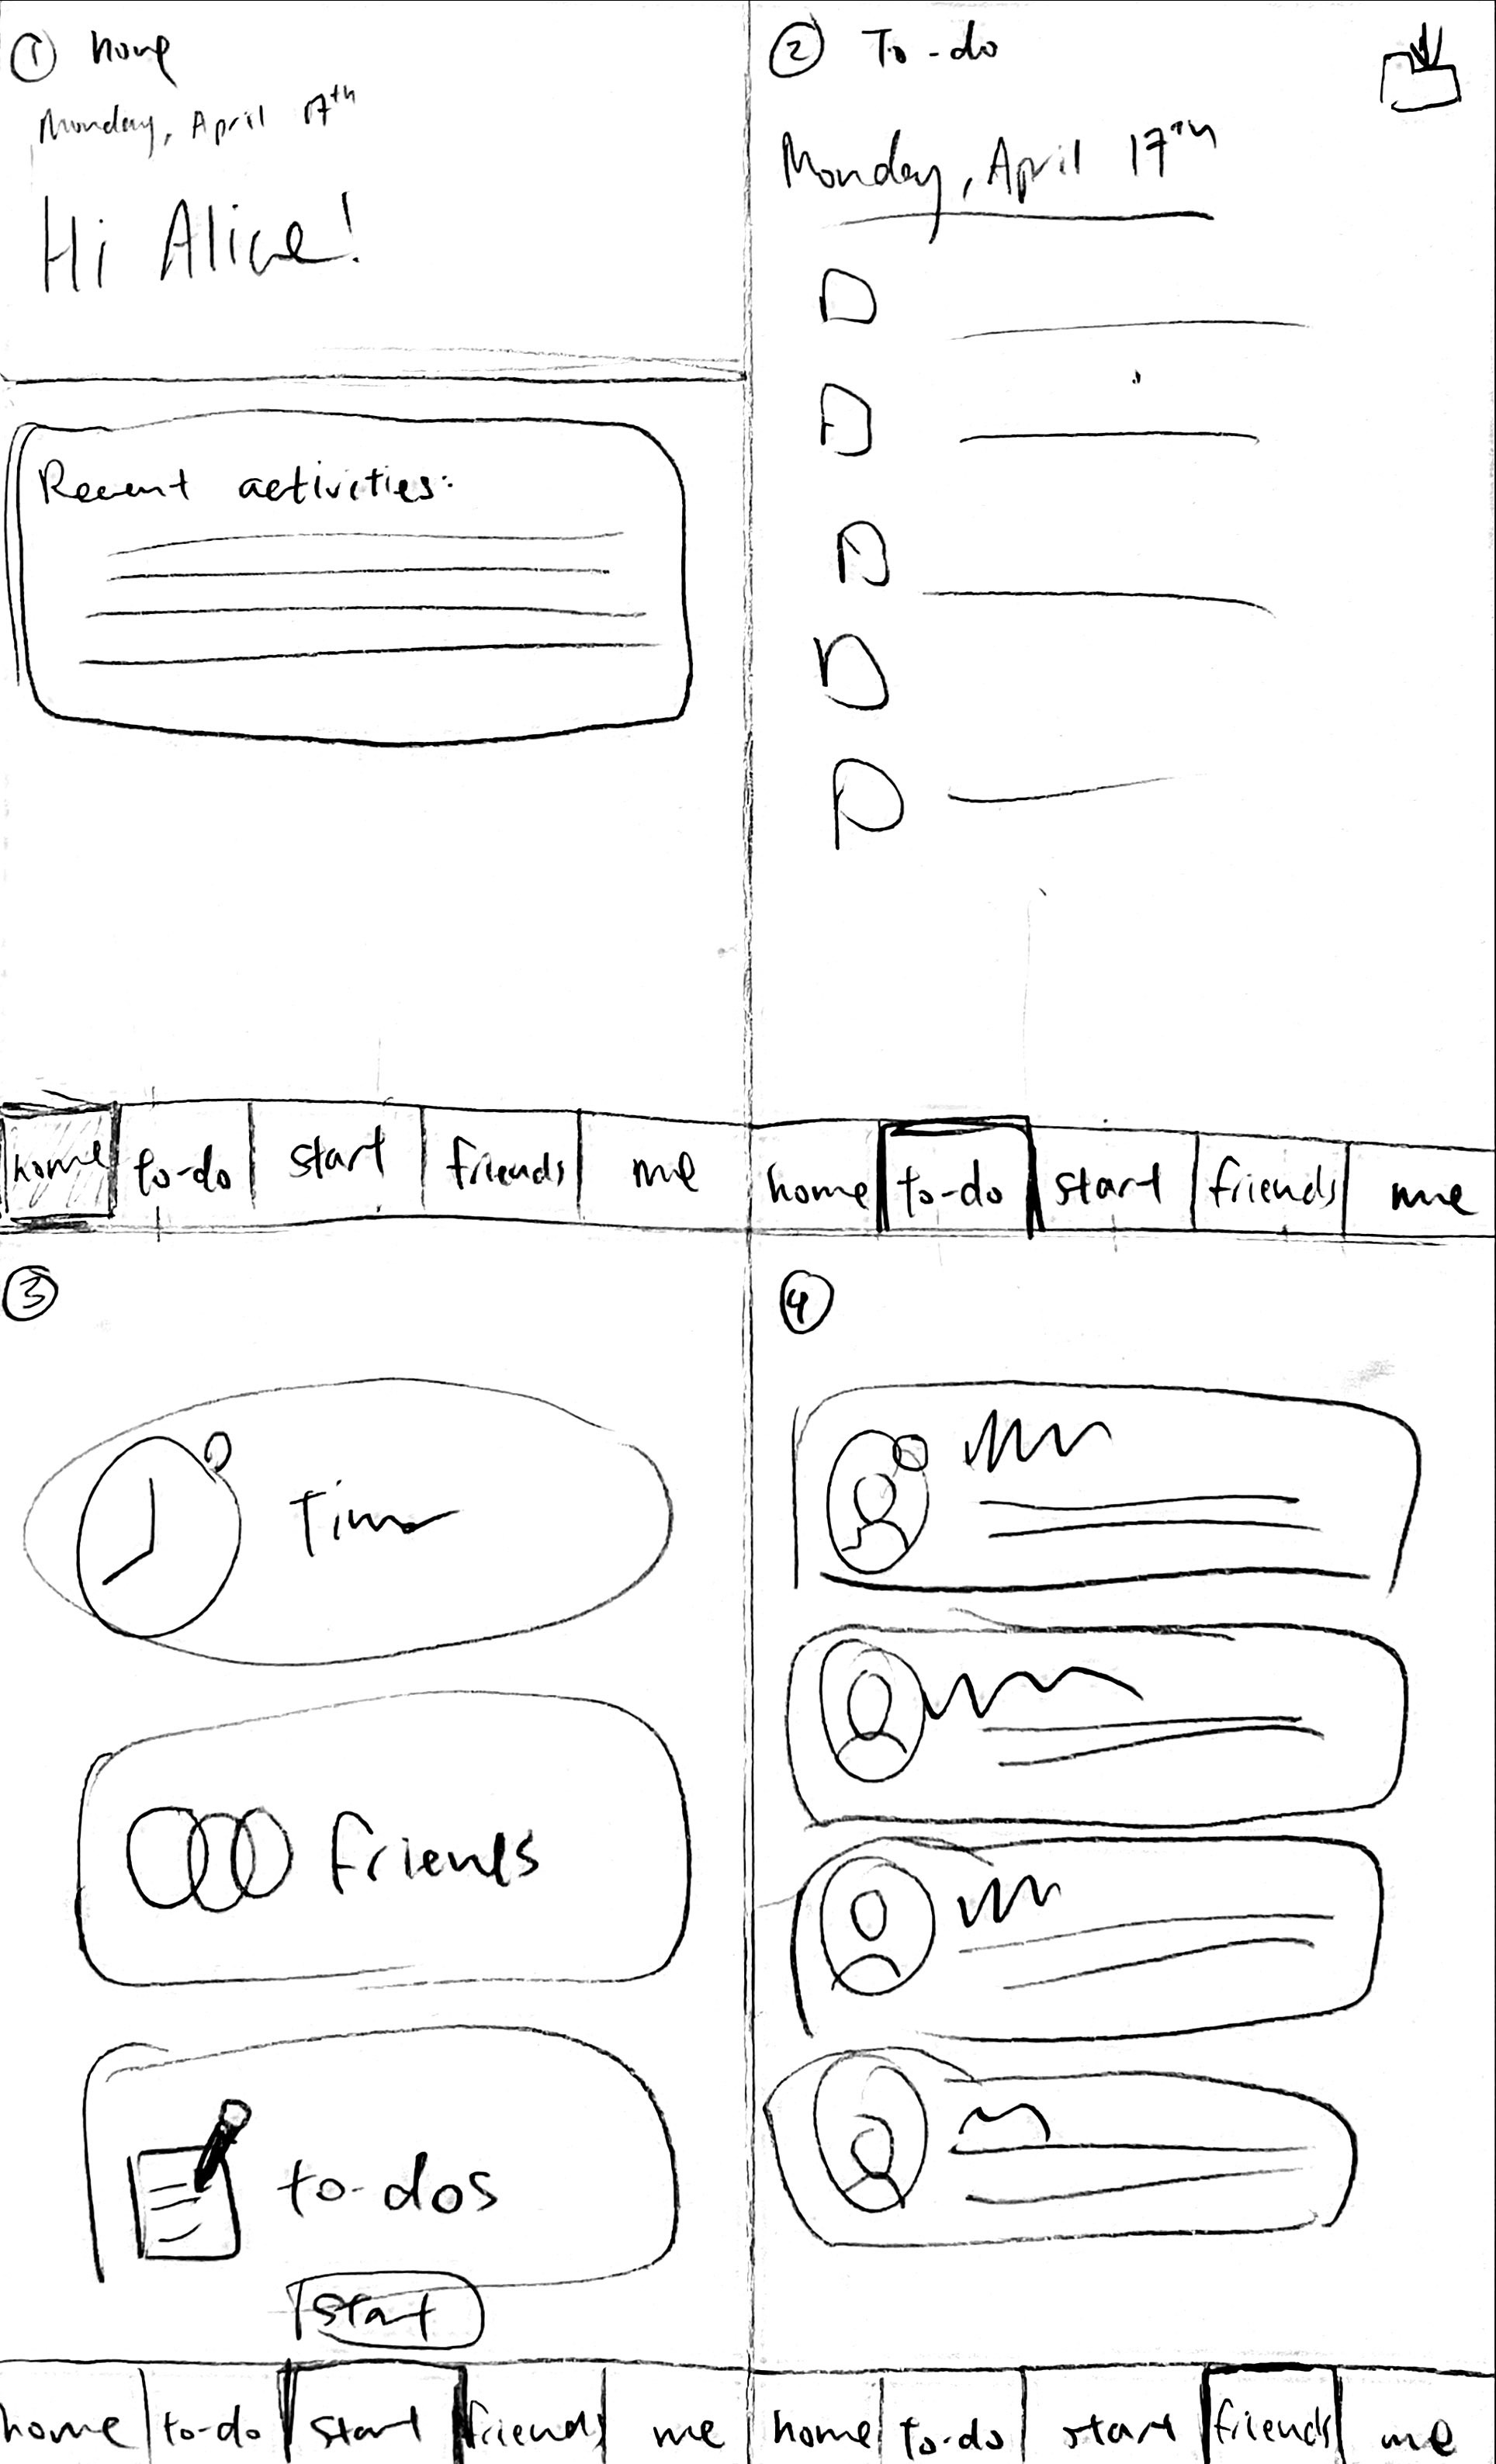 ① home
Monday, April 17th
Hi Alice!
Recent activities:
home to-do start friends me
② To-do
Monday, April 17th
home to-do start friends me
③
Time
friends
to-dos
start
home to-do start friends me
④
home to-do start friends me